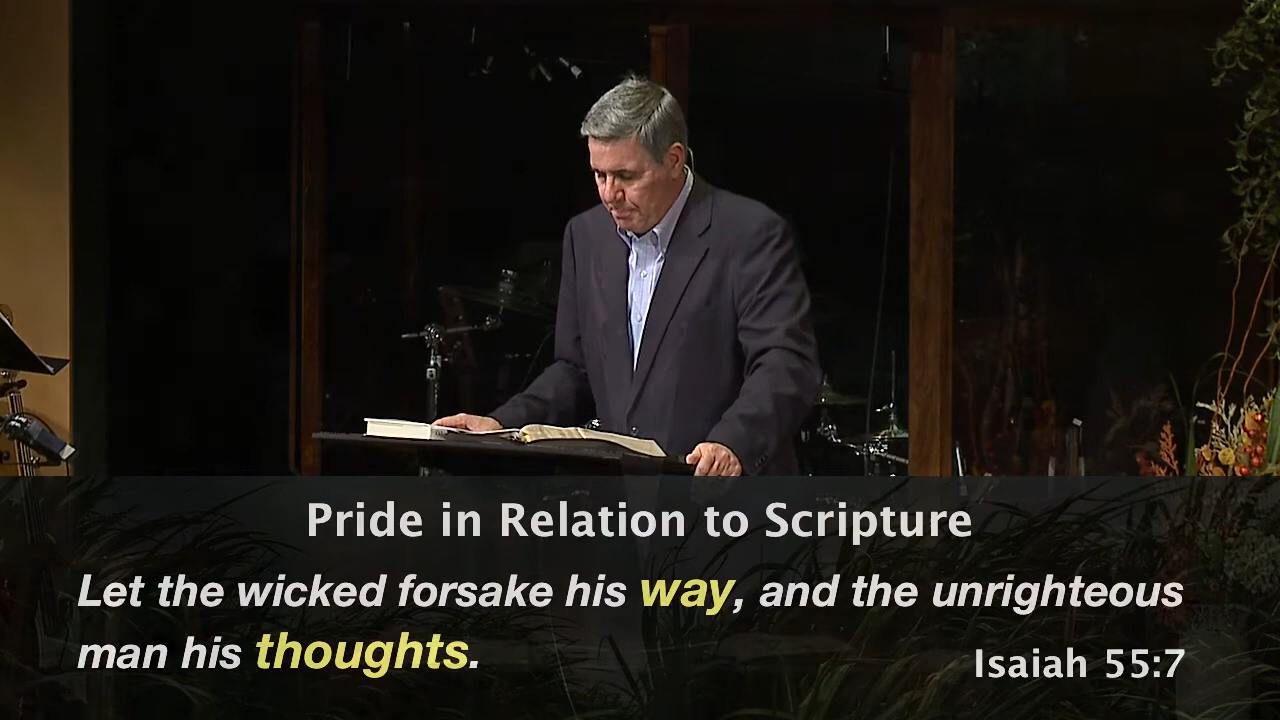 Pride in Relation to Scripture
Let the wicked forsake his way, and the unrighteous
man his thoughts.
Isaiah 55:7